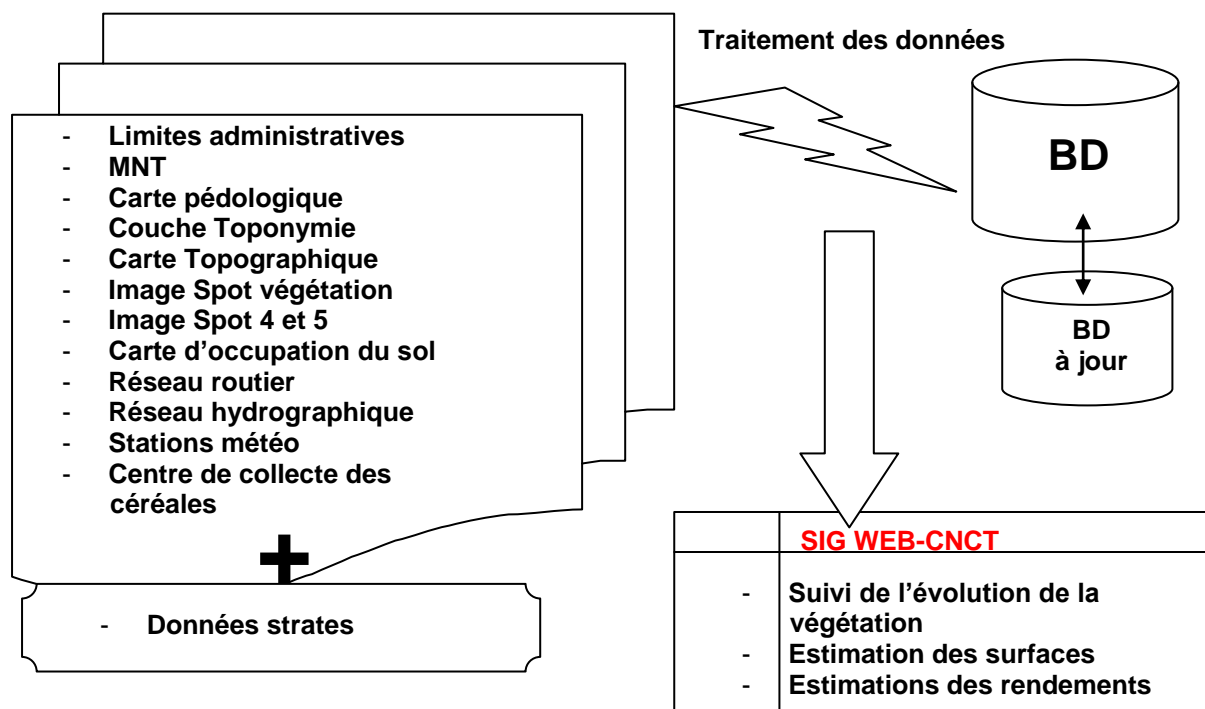 Traitement des données
- Limites administratives
- MNT
- Carte pédologique
- Couche Toponymie
- Carte Topographique
- Image Spot végétation
- Image Spot 4 et 5
- Carte d’occupation du sol
- Réseau routier
- Réseau hydrographique
- Stations météo
- Centre de collecte des
céréales
+
- Données strates
BD
BD
à jour
SIG WEB-CNCT
- Suivi de l’évolution de la
végétation
- Estimation des surfaces
- Estimations des rendements